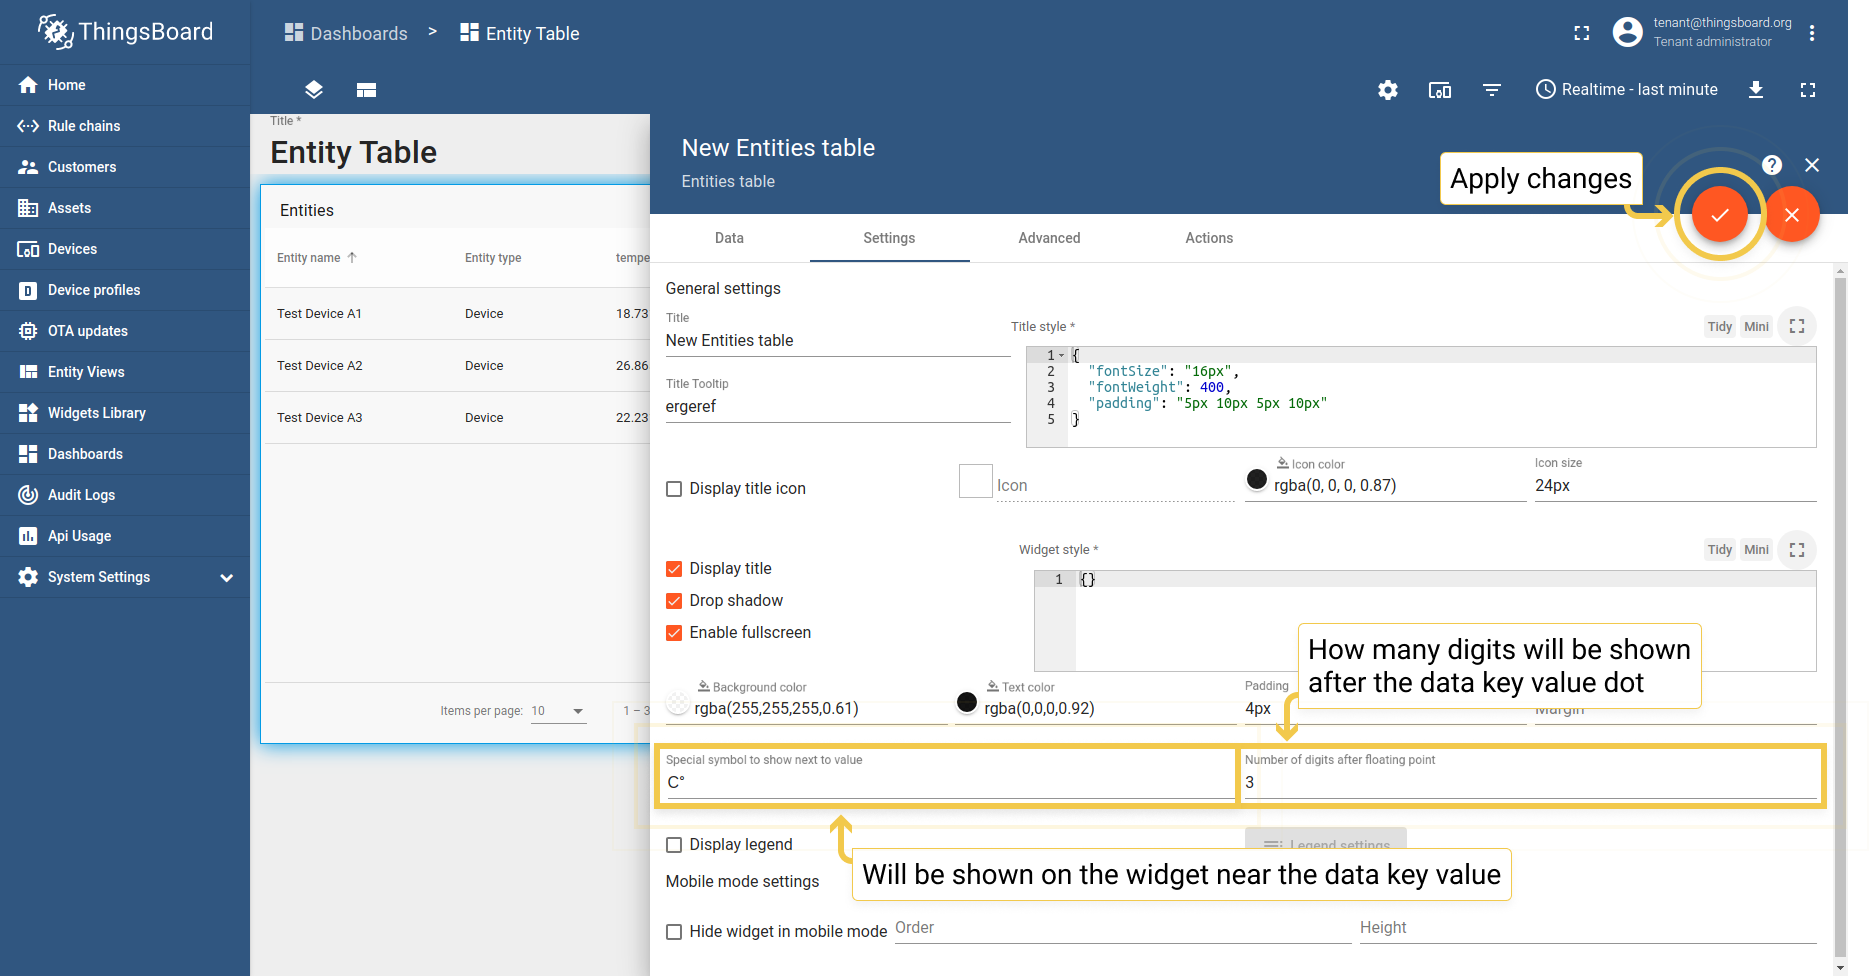 ThingsBoard
Dashboards > Entity Table
tenant@thingsboard.org
Tenant administrator
Home
Rule chains
Customers
Assets
Devices
Device profiles
OTA updates
Entity Views
Widgets Library
Dashboards
Audit Logs
Api Usage
System Settings
Realtime - last minute
Title *
Entity Table
Entities
Entity name Entity type tempe
Test Device A1 Device 18.73
Test Device A2 Device 26.86
Test Device A3 Device 22.23
Items per page: 10 1 – 3
New Entities table
Entities table
Apply changes
Data Settings Advanced Actions
General settings
Title
New Entities table
Title Tooltip
ergeref
Title style *
Tidy Mini
1 {
2 "fontSize": "16px",
3 "fontWeight": 400,
4 "padding": "5px 10px 5px 10px"
5 }
Display title icon
Icon
Icon color
rgba(0, 0, 0, 0.87)
Icon size
24px
Display title
Drop shadow
Enable fullscreen
Widget style *
Tidy Mini
1 {}
How many digits will be shown
after the data key value dot
Background color
rgba(255,255,255,0.61)
Text color
rgba(0,0,0,0.92)
Padding
4px
Margin
Special symbol to show next to value
C°
Number of digits after floating point
3
Display legend
Legend settings
Will be shown on the widget near the data key value
Mobile mode settings
Hide widget in mobile mode
Order
Height